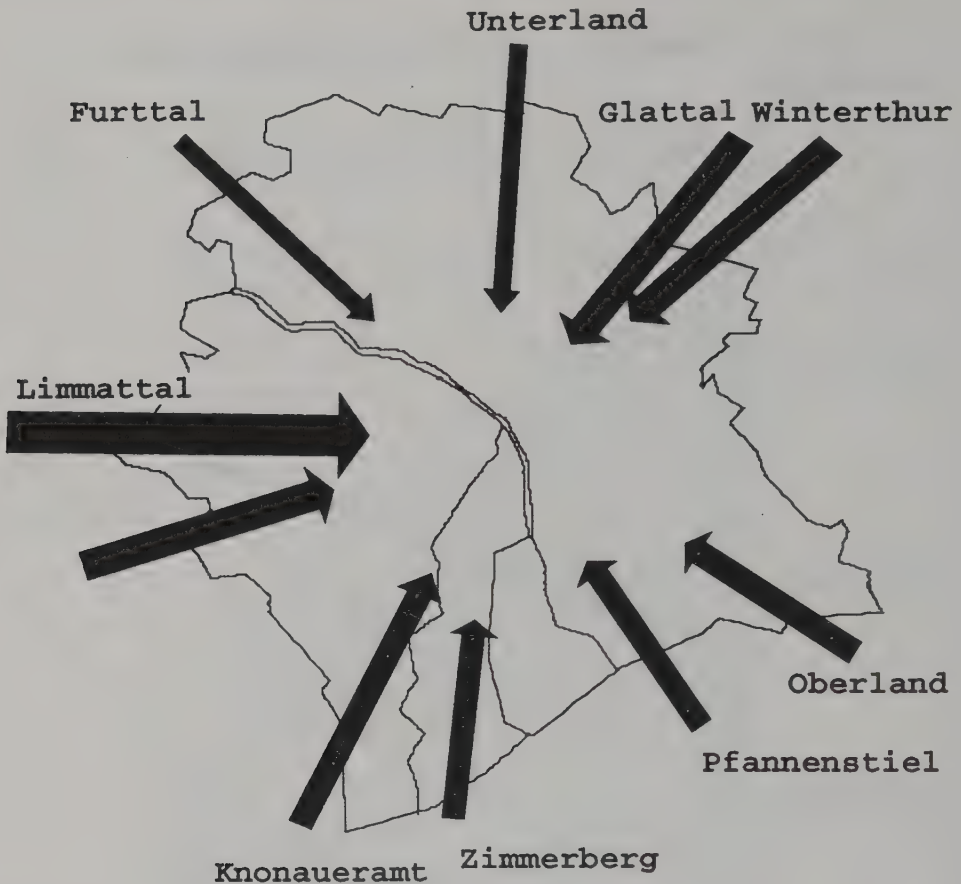 Unterland
Furttal
Glattal Winterthur
Limmattal
Oberland
Pfannenstiel
Knonaueramt Zimmerberg